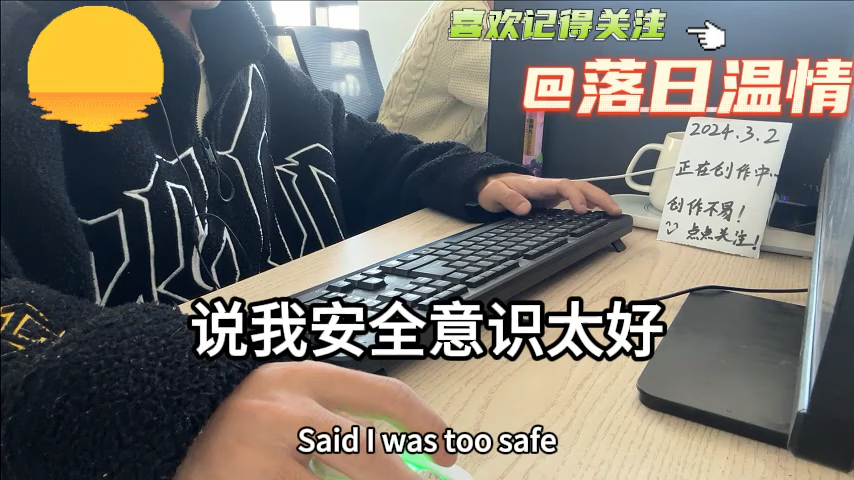 喜欢记得关注
@落日温情
2024.3.2
正在创作中...
创作不易!
点点关注!
说我安全意识太好
Said I was too safe